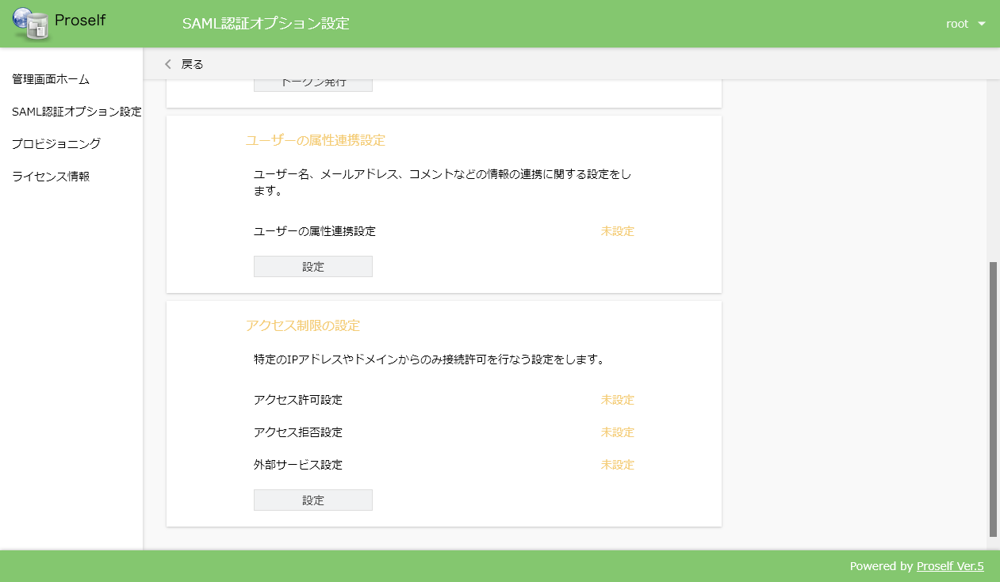 Proself
SAML認証オプション設定
root
戻る
管理画面ホーム
SAML認証オプション設定
プロビジョニング
ライセンス情報
トークン発行
ユーザーの属性連携設定
ユーザー名、メールアドレス、コメントなどの情報の連携に関する設定をし
ます。
ユーザーの属性連携設定 未設定
設定
アクセス制限の設定
特定のIPアドレスやドメインからのみ接続許可を行なう設定をします。
アクセス許可設定 未設定
アクセス拒否設定 未設定
外部サービス設定 未設定
設定
Powered by Proself Ver.5